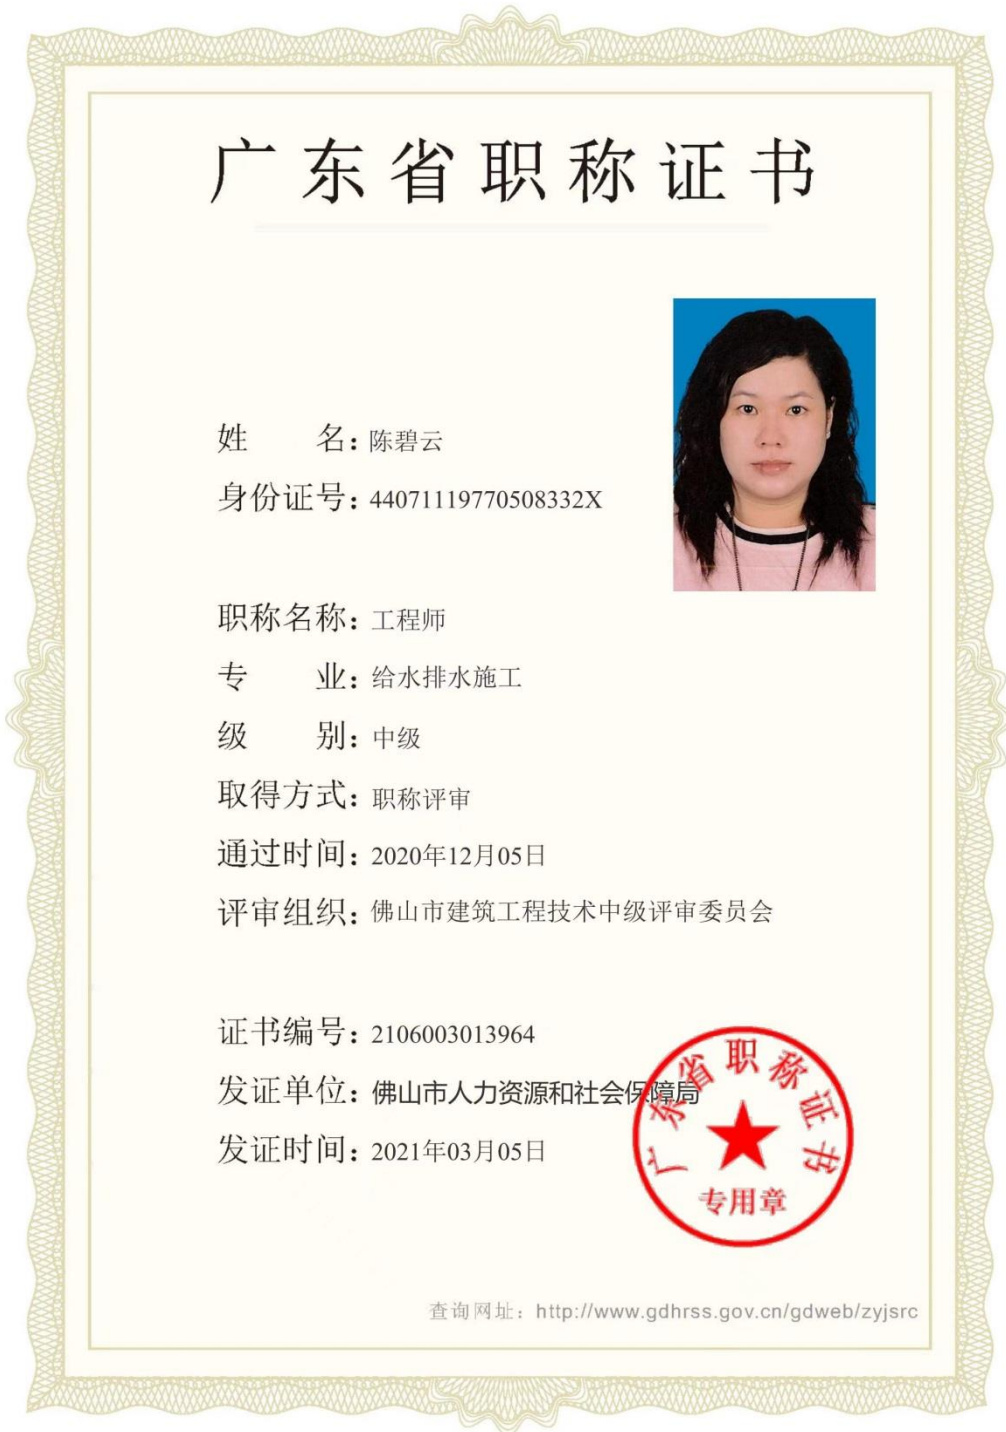 广东省职称证书
姓 名：陈碧云
身份证号：44071119770508332X
职称名称：工程师
专 业：给水排水施工
级 别：中级
取得方式：职称评审
通过时间：2020年12月05日
评审组织：佛山市建筑工程技术中级评审委员会
证书编号：2106003013964
发证单位：佛山市人力资源和社会保障局
发证时间：2021年03月05日
广东省职称证书
专用章
查询网址：http://www.gdhrss.gov.cn/gdweb/zyjsrc